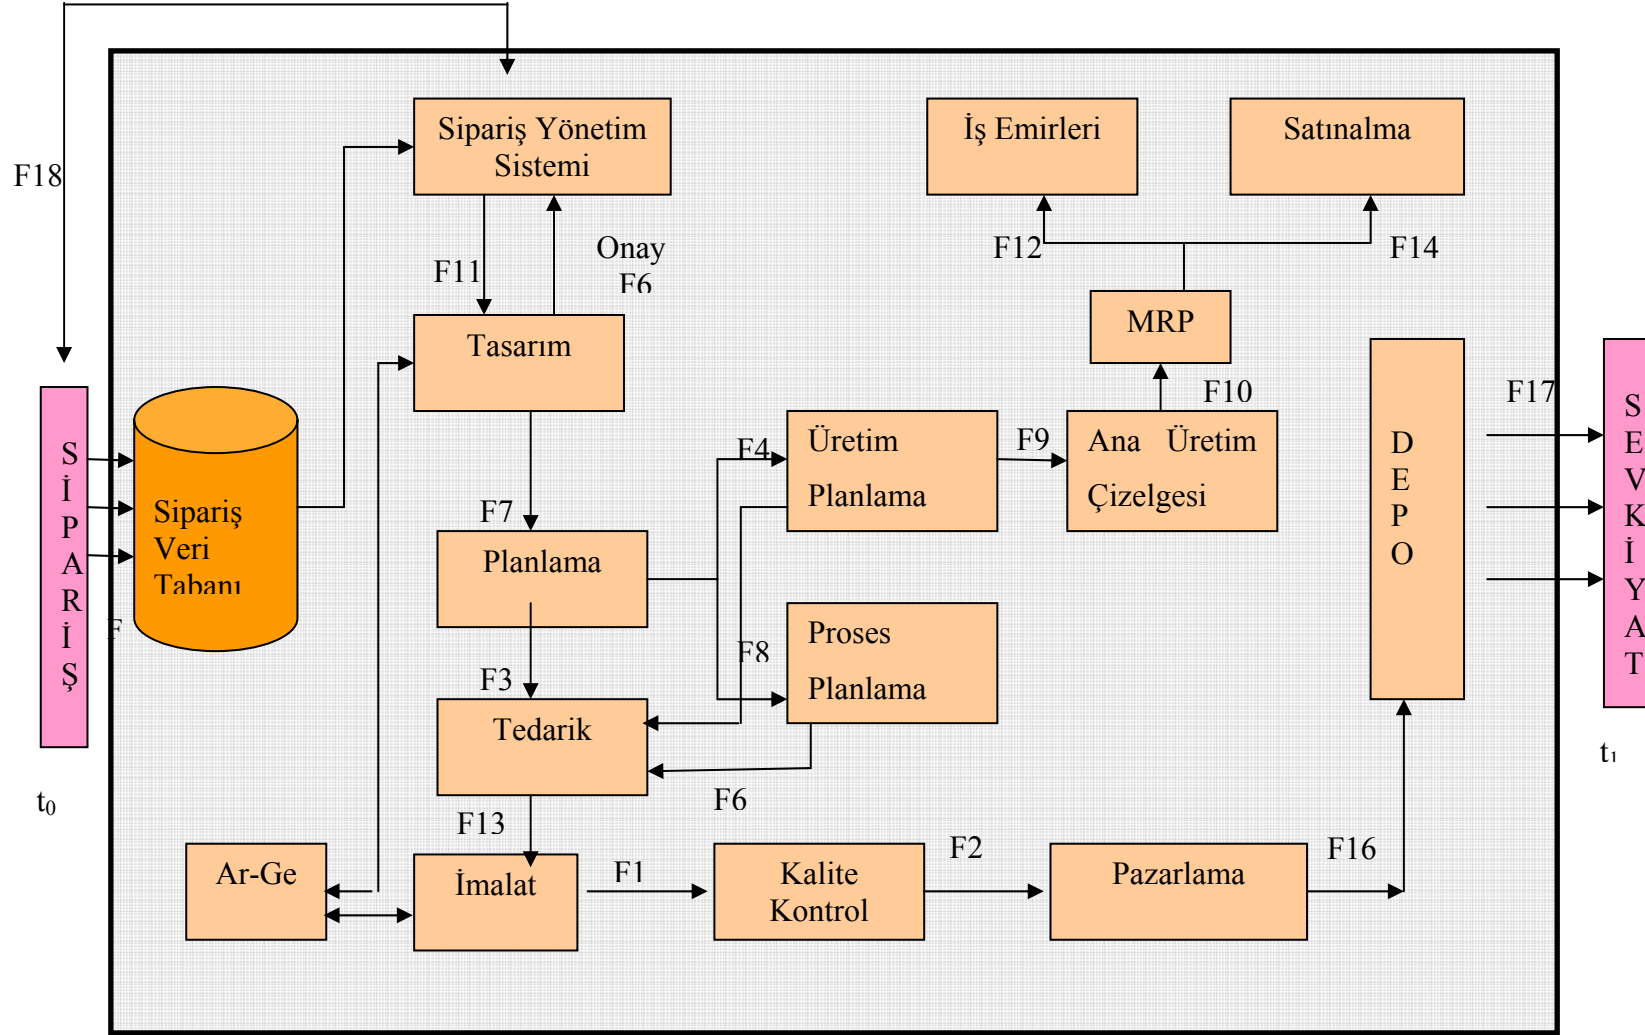 F18
Sipariş Yönetim
Sistemi
İş Emirleri
Satınalma
F11
Onay
F6
F12
F14
MRP
Tasarım
F10
F17
S
İ
P
A
R
İ
Ş
Sipariş
Veri
Tabanı
F
F7
Planlama
F4
Üretim
Planlama
F9
Ana Üretim
Çizelgesi
D
E
P
O
S
E
V
K
İ
Y
A
T
F8
Proses
Planlama
F3
Tedarik
F6
t0
t1
F13
Ar-Ge
İmalat
F1
Kalite
Kontrol
F2
Pazarlama
F16